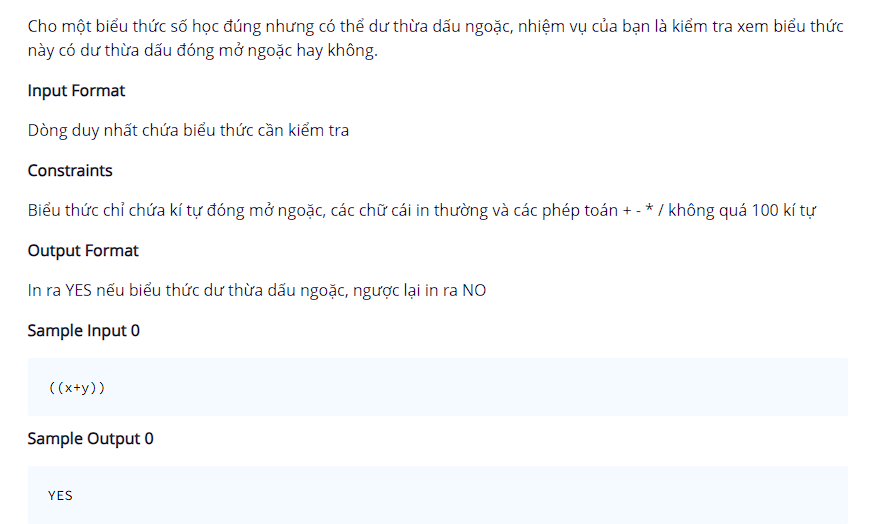 Cho một biểu thức số học đúng nhưng có thể dư thừa dấu ngoặc, nhiệm vụ của bạn là kiểm tra xem biểu thức
này có dư thừa dấu đóng mở ngoặc hay không.
Input Format
Dòng duy nhất chứa biểu thức cần kiểm tra
Constraints
Biểu thức chỉ chứa kí tự đóng mở ngoặc, các chữ cái in thường và các phép toán + - * / không quá 100 kí tự
Output Format
In ra YES nếu biểu thức dư thừa dấu ngoặc, ngược lại in ra NO
Sample Input 0
((x+y))
Sample Output 0
YES